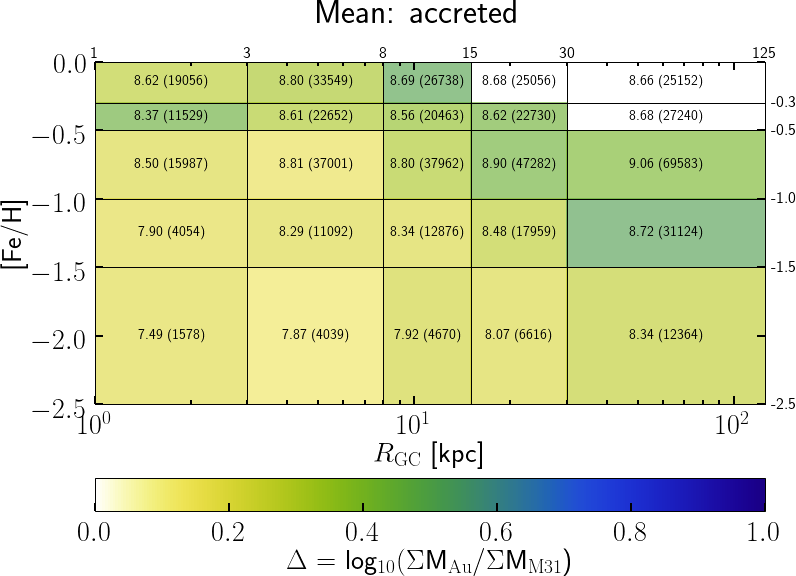 Mean: accreted
1 3 8 15 30 125
0.0 8.62 (19056) 8.80 (33549) 8.69 (26738) 8.68 (25056) 8.66 (25152)
-0.3
8.37 (11529) 8.61 (22652) 8.56 (20463) 8.62 (22730) 8.68 (27240)
−0.5 -0.5
8.50 (15987) 8.81 (37001) 8.80 (37962) 8.90 (47282) 9.06 (69583)
−1.0 -1.0
[Fe/H]
7.90 (4054) 8.29 (11092) 8.34 (12876) 8.48 (17959) 8.72 (31124)
−1.5 -1.5
−2.0 7.49 (1578) 7.87 (4039) 7.92 (4670) 8.07 (6616) 8.34 (12364)
−2.5 -2.5
10⁰ 10¹ 10²
R_GC [kpc]
0.0 0.2 0.4 0.6 0.8 1.0
Δ = log₁₀(ΣM_Au/ΣM_M31)